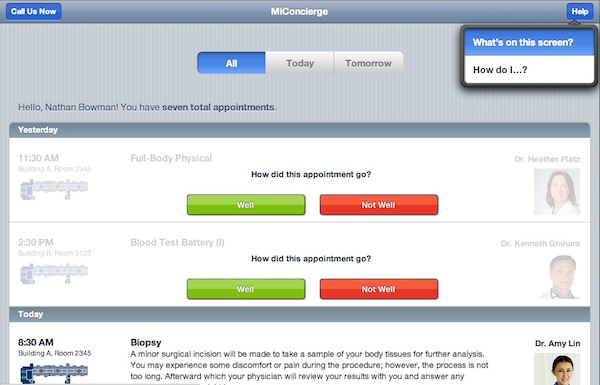 Call Us Now
MiConcierge
Help
What's on this screen?
How do I...?
All
Today
Tomorrow
Hello, Nathan Bowman! You have seven total appointments.
Yesterday
11:30 AM
Building A, Room 2345
Full-Body Physical
How did this appointment go?
Well
Not Well
Dr. Heather Platz
2:30 PM
Building B, Room 3123
Blood Test Battery (I)
How did this appointment go?
Well
Not Well
Dr. Kenneth Graham
Today
8:30 AM
Building A, Room 2345
Biopsy
A minor surgical incision will be made to take a sample of your body tissues for further analysis.
You may experience some discomfort or pain during the procedure; however, the process is not
too long. Afterward which your physician will review your results with you and answer any
Dr. Amy Lin